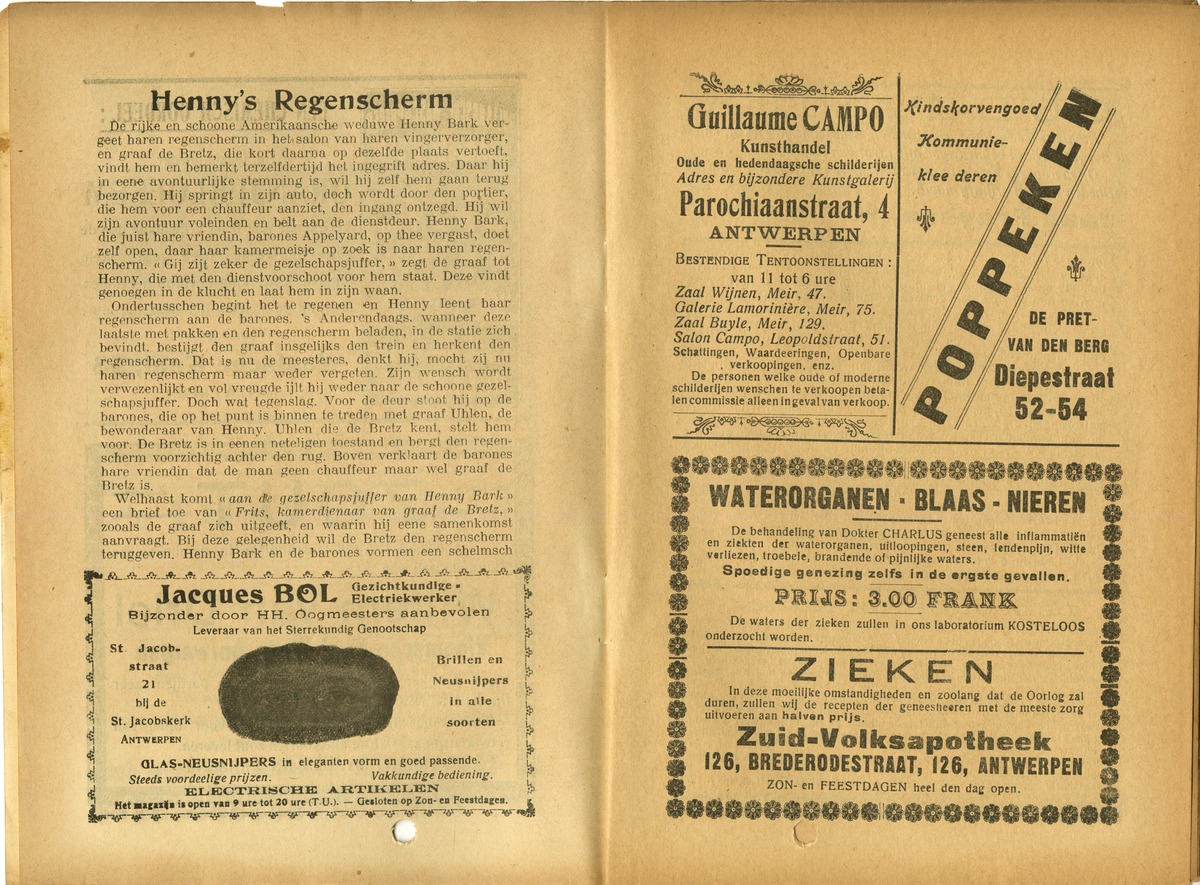 Henny's Regenscherm
De rijke en schoone Amerikaansche weduwe Henny Bark ver-
geet haren regenscherm in het salon van haren vingerverzorger,
en graaf de Bretz, die kort daarna op dezelfde plaats vertoeft,
vindt hem en bemerkt terzelfdertijd het ingegrift adres. Daar hij
in eene avontuurlijke stemming is, wil hij zelf hem gaan terug
bezorgen. Hij springt in zijn auto, doch wordt door den portier,
die hem voor een chauffeur aanziet, den ingang ontzegd. Hij wil
zijn avontuur voleinden en belt aan de dienstdeur. Henny Bark,
die juist hare vriendin, barones Appelyard, op thee vergast, doet
zelf open, daar haar kamermeisje op zoek is naar haren regen-
scherm. « Gij zijt zeker de gezelschapsjuffer, » zegt de graaf tot
Henny, die met den dienstvoorschoot voor hem staat. Deze vindt
genoegen in de klucht en laat hem in zijn waan.
Ondertusschen begint het te regenen en Henny leent haar
regenscherm aan de barones. 's Anderendaags, wanneer deze
laatste met pakken en den regenscherm beladen, in de statie zich
bevindt, bestijgt den graaf insgelijks den trein en herkent den
regenscherm. Dat is nu de meesteres, denkt hij, mocht zij nu
haren regenscherm maar weder vergeten. Zijn wensch wordt
verwezenlijkt en vol vreugde ijlt hij weder naar de schoone gezel-
schapsjuffer. Doch wat tegenslag. Voor de deur stoot hij op de
barones, die op het punt is binnen te treden met graaf Uhlen, de
bewonderaar van Henny. Uhlen die de Bretz kent, stelt hem
voor. De Bretz is in eenen neteligen toestand en bergt den regen-
scherm voorzichtig achter den rug. Boven verklaart de barones
hare vriendin dat de man geen chauffeur maar wel graaf de
Bretz is.
Welhaast komt « aan de gezelschapsjuffer van Henny Bark »
een brief toe van « Frits, kamerdienaar van graaf de Bretz, »
zooals de graaf zich uitgeeft, en waarin hij eene samenkomst
aanvraagt. Bij deze gelegenheid wil de Bretz den regenscherm
teruggeven. Henny Bark en de barones vormen een schelmsch
Jacques BOL Gezichtkundige -
Electriekwerker
Bijzonder door HH. Oogmeesters aanbevolen
Leveraar van het Sterrekundig Genootschap
St. Jacob-
straat
21
bij de
St. Jacobskerk
ANTWERPEN
Brillen en
Neusnijpers
in alle
soorten
GLAS-NEUSNIJPERS in eleganten vorm en goed passende.
Steeds voordeelige prijzen. — Vakkundige bediening.
ELECTRISCHE ARTIKELEN
Het magazijn is open van 9 ure tot 20 ure (T.U.). — Gesloten op Zon- en Feestdagen.
Guillaume CAMPO
Kunsthandel
Oude en hedendaagsche schilderijen
Adres en bijzondere Kunstgalerij
Parochiaanstraat, 4
ANTWERPEN
BESTENDIGE TENTOONSTELLINGEN :
van 11 tot 6 ure
Zaal Wijnen, Meir, 47.
Galerie Lamorinière, Meir, 75.
Zaal Buyle, Meir, 129.
Salon Campo, Leopoldstraat, 51.
Schattingen, Waardeeringen, Openbare
verkoopingen, enz.
De personen welke oude of moderne
schilderijen wenschen te verkoopen beta-
len commissie alleen in geval van verkoop.
Kindskorvengoed
Kommunie-
klee deren
POPPEKEN
DE PRET-
VAN DEN BERG
Diepestraat
52-54
WATERORGANEN - BLAAS - NIEREN
De behandeling van Dokter CHARLUS geneest alle inflammatiën
en ziekten der waterorganen, uitloopingen, steen, lendenpijn, witte
verliezen, troebele, brandende of pijnlijke waters.
Spoedige genezing zelfs in de ergste gevallen.
PRIJS: 3.00 FRANK
De waters der zieken zullen in ons laboratorium KOSTELOOS
onderzocht worden.
ZIEKEN
In deze moeilijke omstandigheden en zoolang dat de Oorlog zal
duren, zullen wij de recepten der geneesheeren met de meeste zorg
uitvoeren aan halven prijs.
Zuid-Volksapotheek
126, BREDERODESTRAAT, 126, ANTWERPEN
ZON- en FEESTDAGEN heel den dag open.